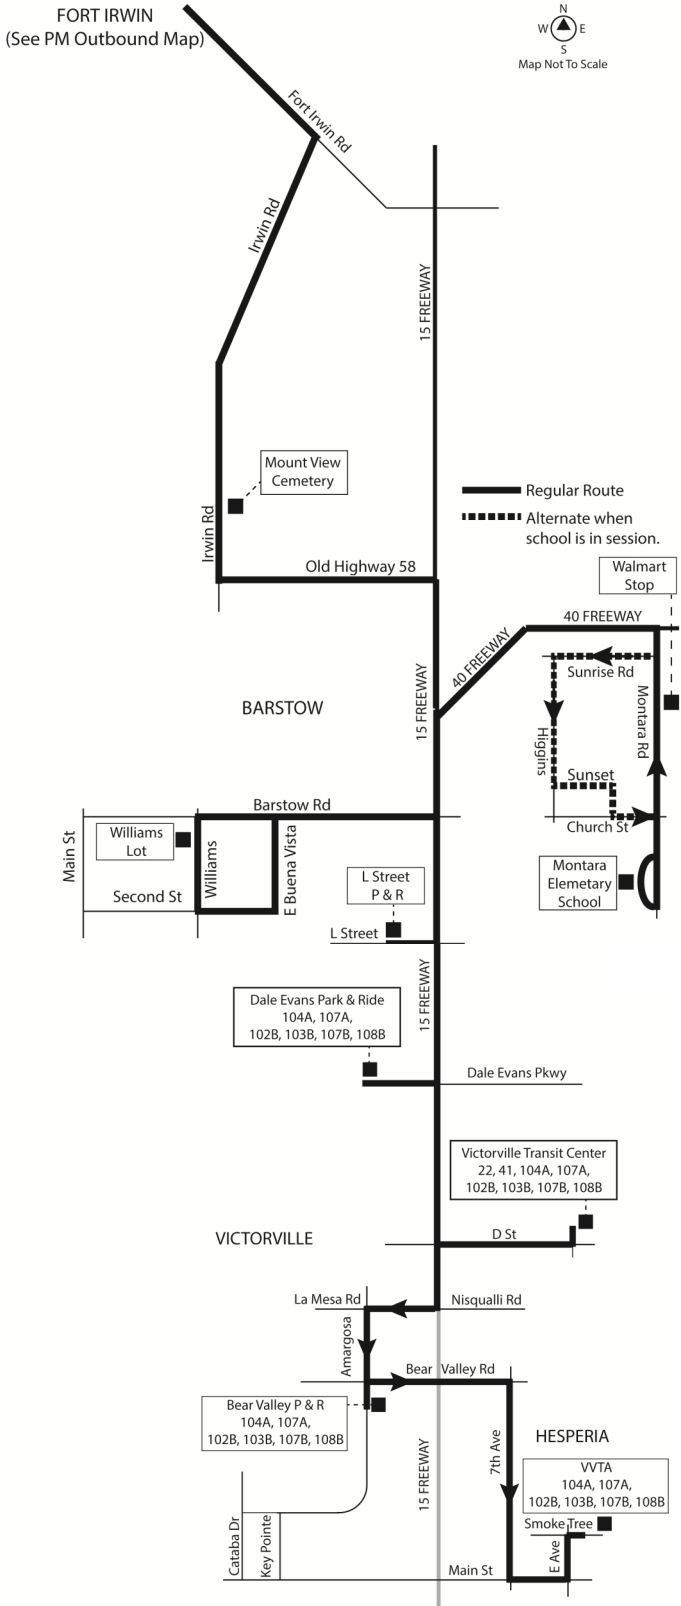 FORT IRWIN
(See PM Outbound Map)
N
W E
S
Map Not To Scale
Fort Irwin Rd
Irwin Rd
15 FREEWAY
Mount View
Cemetery
Irwin Rd
Regular Route
Alternate when
school is in session.
Old Highway 58
Walmart
Stop
40 FREEWAY
40 FREEWAY
Sunrise Rd
15 FREEWAY
BARSTOW
Montara Rd
Higgins
Sunset
Church St
Barstow Rd
Main St
Williams
Lot
Williams
E Buena Vista
Second St
L Street
P & R
Montara
Elemetary
School
L Street
15 FREEWAY
Dale Evans Park & Ride
104A, 107A,
102B, 103B, 107B, 108B
Dale Evans Pkwy
Victorville Transit Center
22, 41, 104A, 107A,
102B, 103B, 107B, 108B
D St
VICTORVILLE
La Mesa Rd
Nisqualli Rd
Amargosa
Bear Valley Rd
Bear Valley P & R
104A, 107A,
102B, 103B, 107B, 108B
15 FREEWAY
7th Ave
HESPERIA
VVTA
104A, 107A,
102B, 103B, 107B, 108B
Smoke Tree
E Ave
Cataba Dr
Key Pointe
Main St